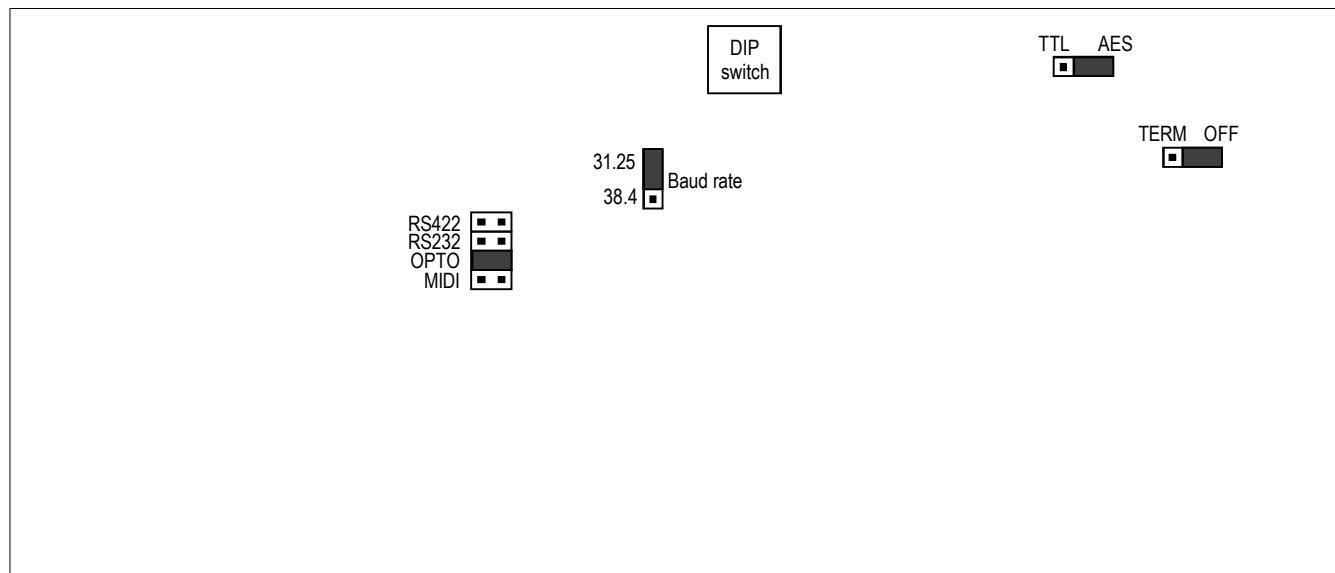 DIP
switch
TTL AES
TERM OFF
31.25
Baud rate
38.4
RS422
RS232
OPTO
MIDI